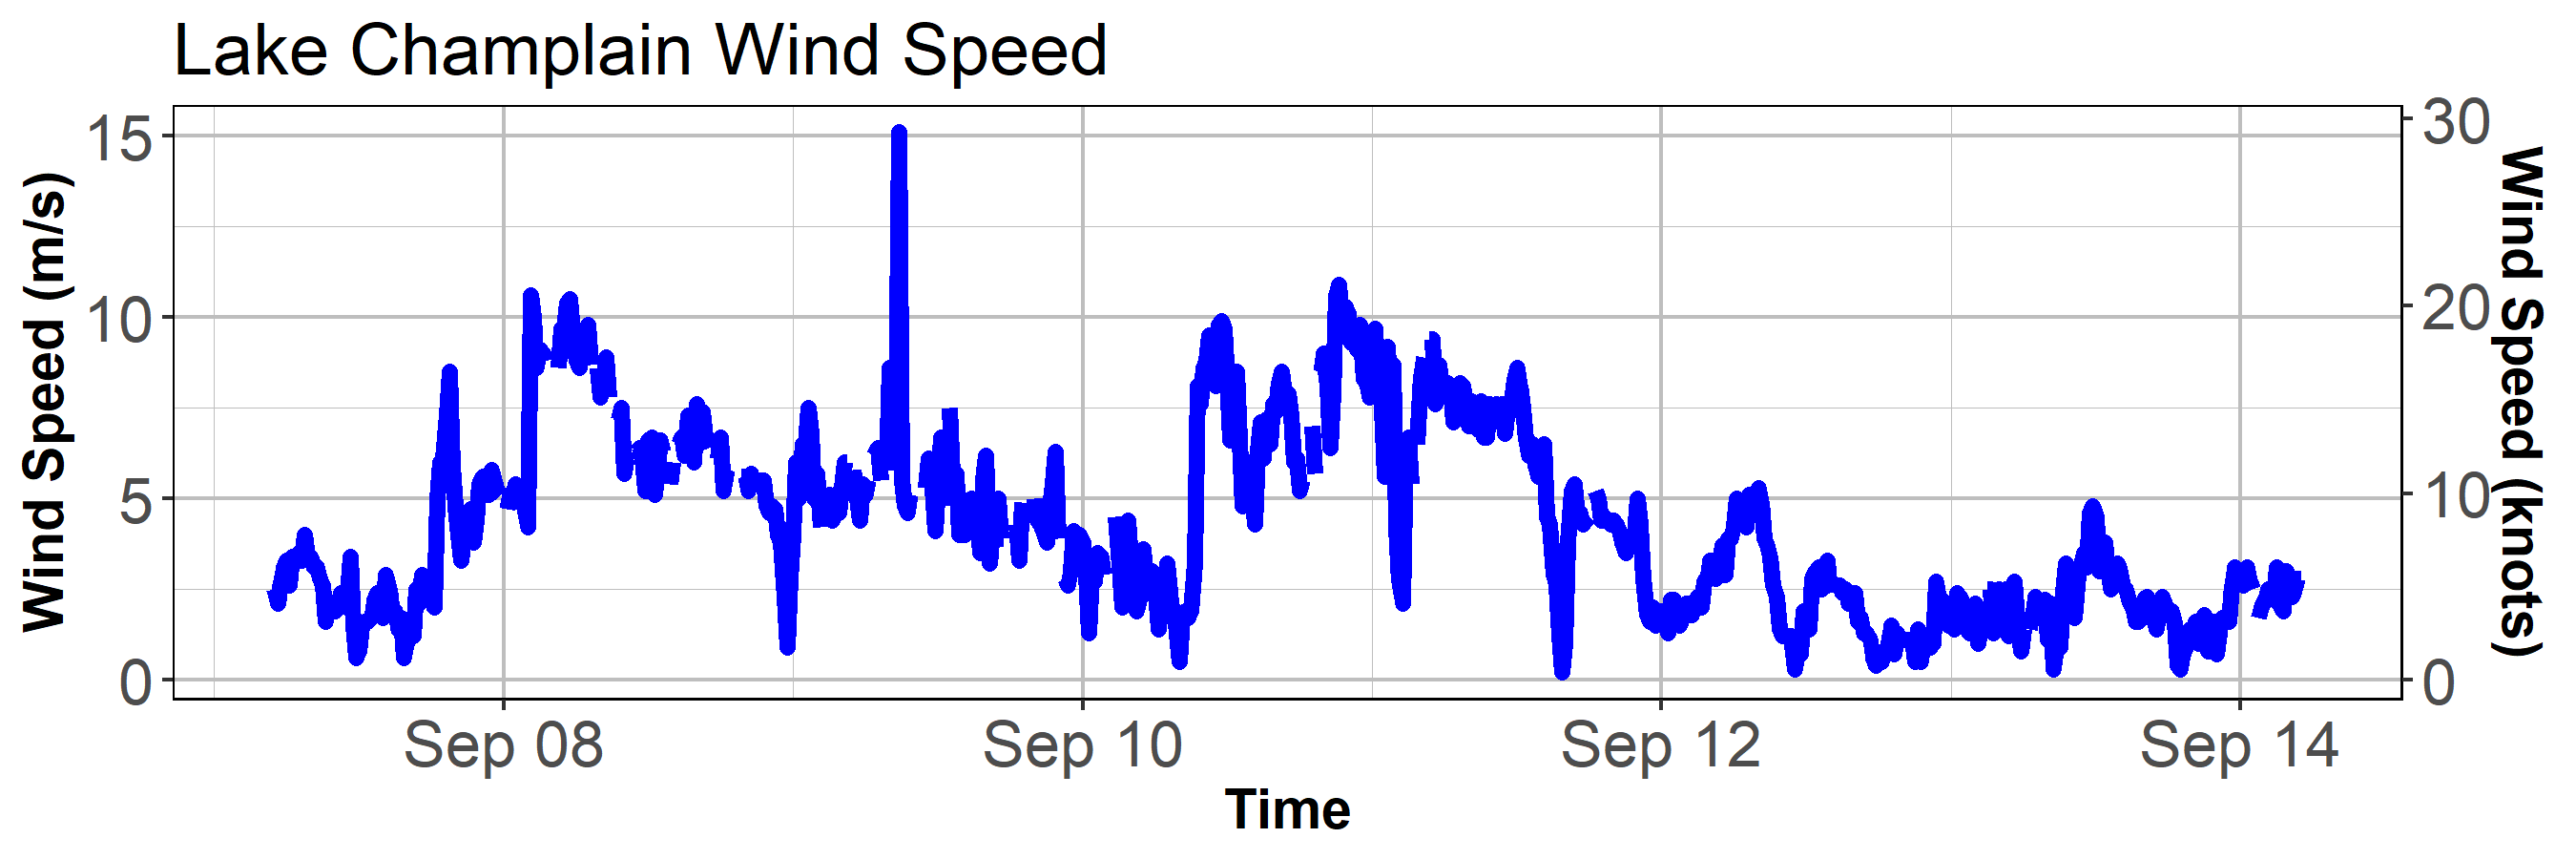 Lake Champlain Wind Speed
Wind Speed (m/s)
15
10
5
0
30
20
10
0
Wind Speed (knots)
Sep 08
Sep 10
Sep 12
Sep 14
Time